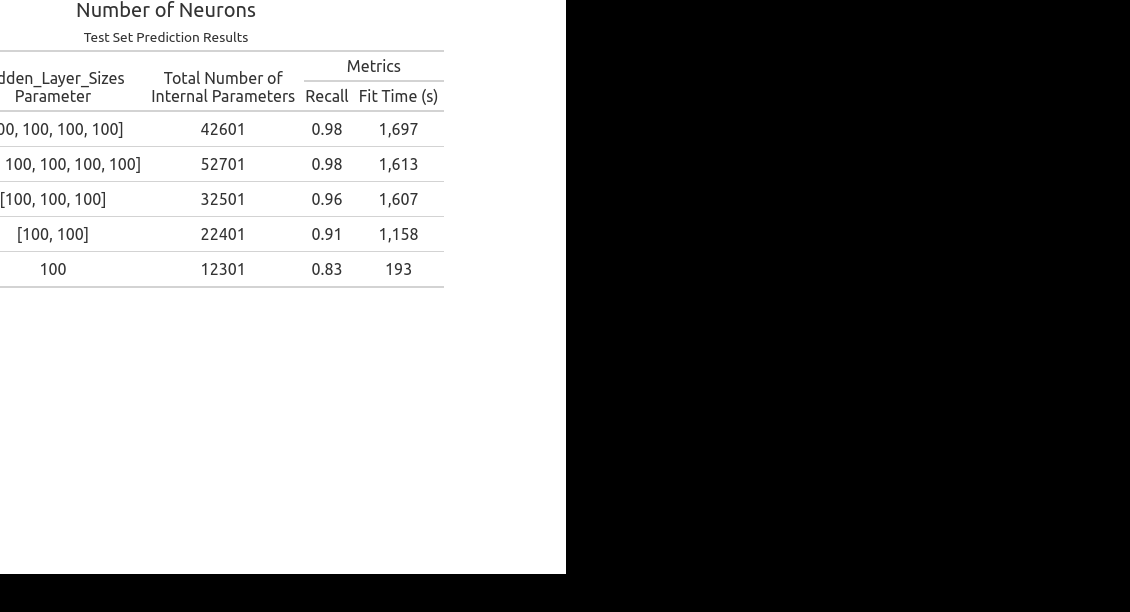 Number of Neurons
Test Set Prediction Results
Metrics
dden_Layer_Sizes Parameter
Total Number of Internal Parameters
Recall
Fit Time (s)
00, 100, 100, 100] 42601 0.98 1,697
100, 100, 100, 100] 52701 0.98 1,613
[100, 100, 100] 32501 0.96 1,607
[100, 100] 22401 0.91 1,158
100 12301 0.83 193